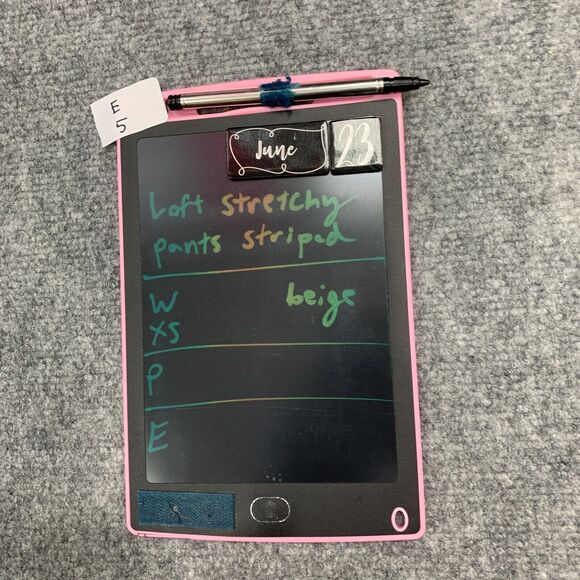 E
5
June 23
Loft stretchy
pants striped
W beige
XS
P
E